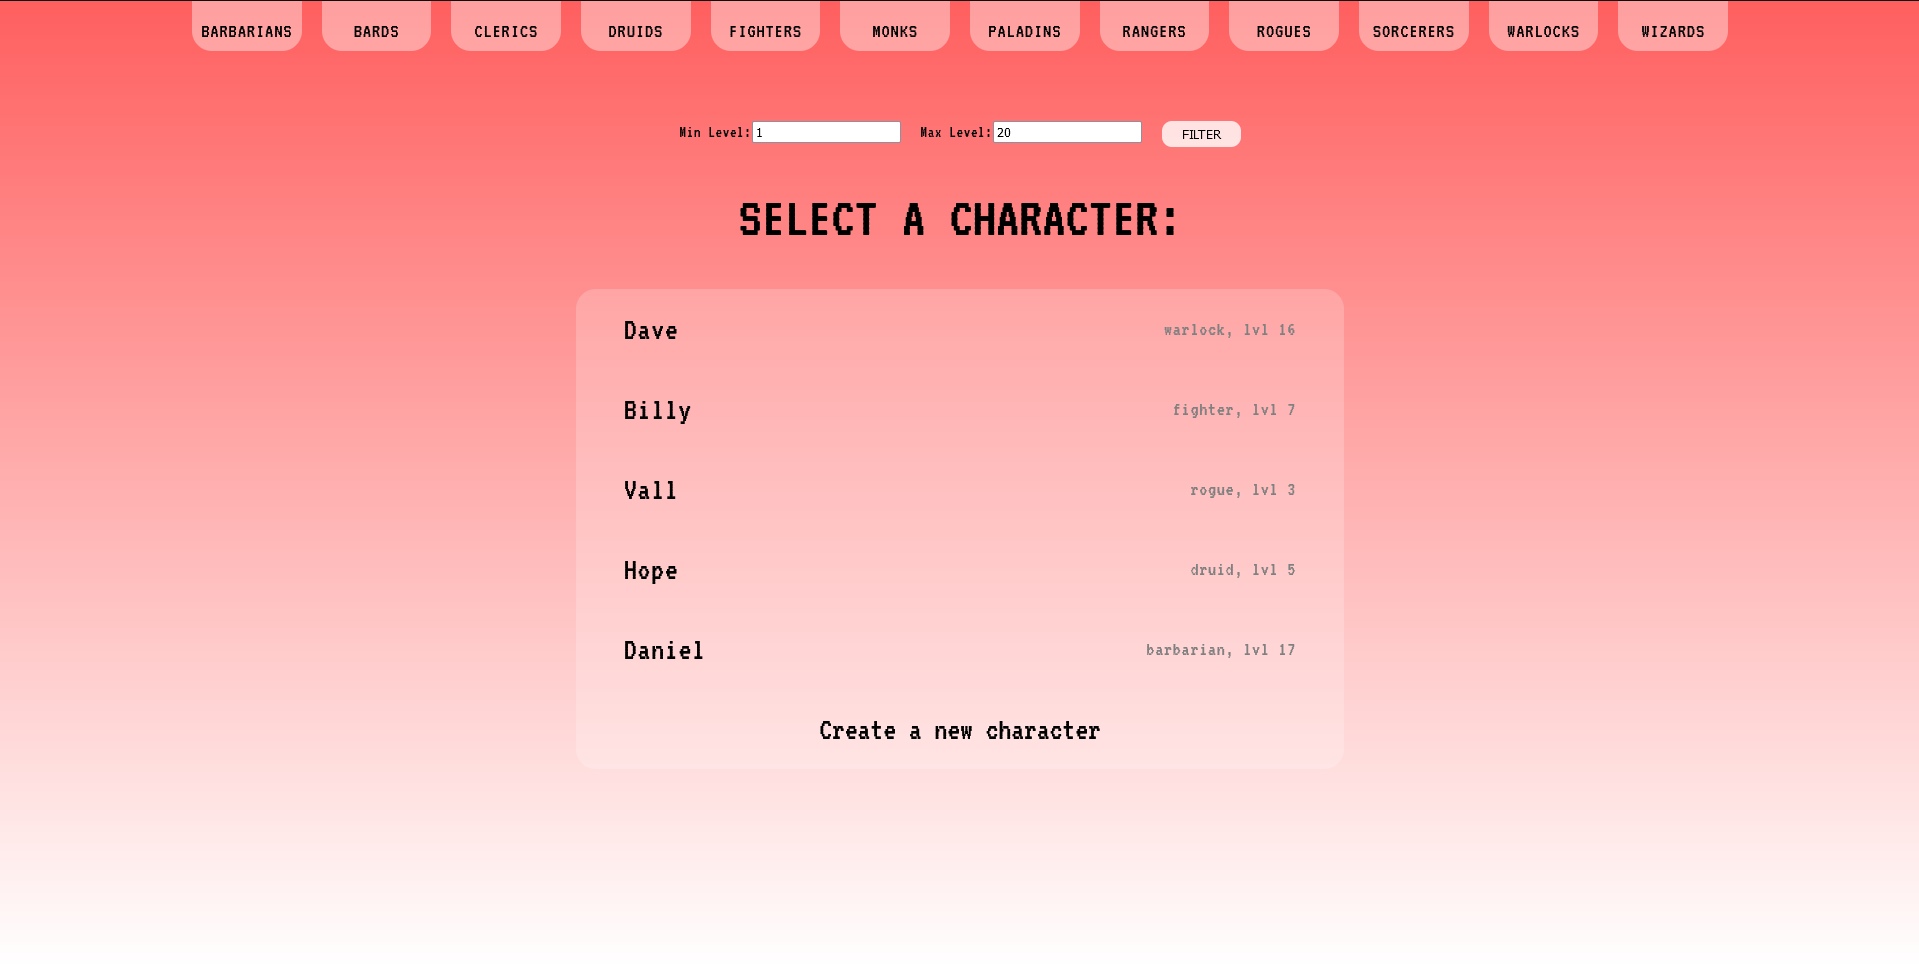 BARBARIANS BARDS CLERICS DRUIDS FIGHTERS MONKS PALADINS RANGERS ROGUES SORCERERS WARLOCKS WIZARDS
Min Level: 1 Max Level: 20 FILTER
SELECT A CHARACTER:
Dave warlock, lvl 16
Billy fighter, lvl 7
Vall rogue, lvl 3
Hope druid, lvl 5
Daniel barbarian, lvl 17
Create a new character